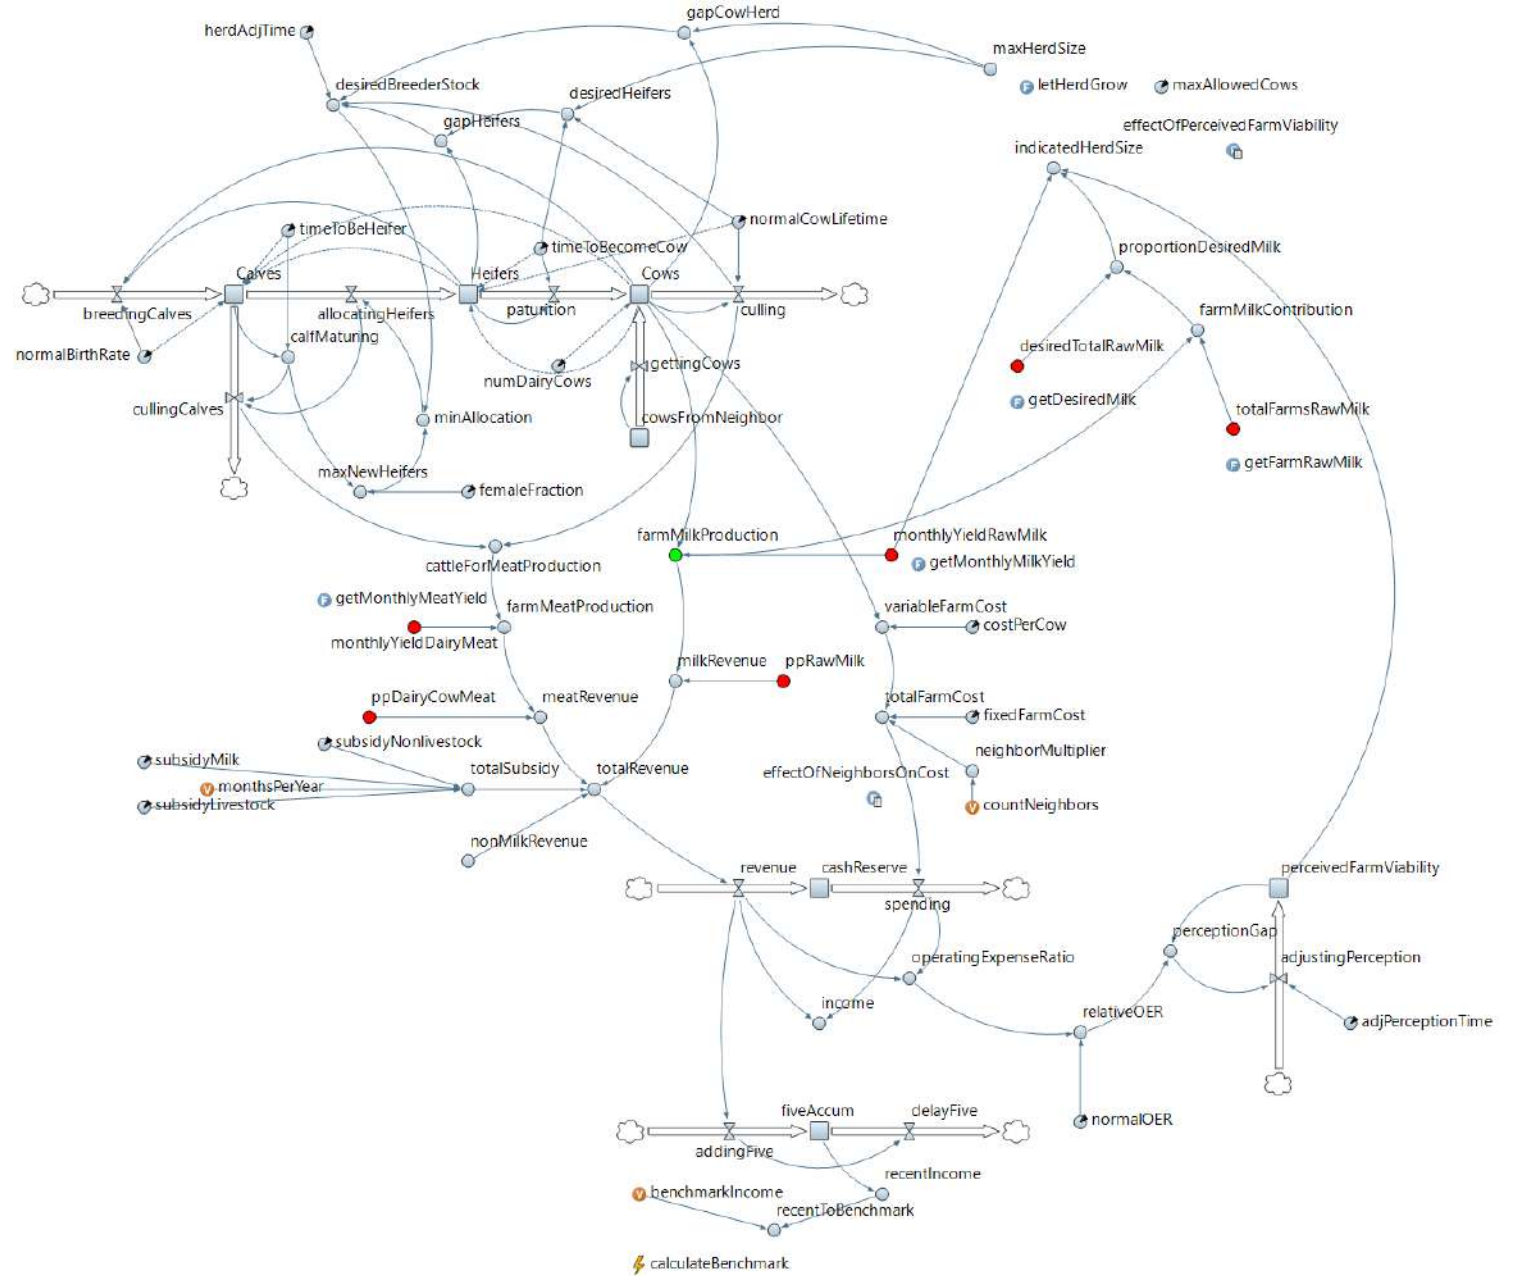 gapCowHerd
herdAdjTime
maxHerdSize
desiredBreederStock
letHerdGrow
maxAllowedCows
desiredHeifers
gapHeifers
effectOfPerceivedFarmViability
indicatedHerdSize
normalCowLifetime
timeToBeHeifer
timeToBecomeCow
proportionDesiredMilk
Calves
Heifers
Cows
breedingCalves
allocatingHeifers
paturition
culling
farmMilkContribution
calfMaturing
normalBirthRate
desiredTotalRawMilk
gettingCows
numDairyCows
getDesiredMilk
cullingCalves
minAllocation
cowsFromNeighbor
totalFarmsRawMilk
maxNewHeifers
femaleFraction
getFarmRawMilk
farmMilkProduction
monthlyYieldRawMilk
cattleForMeatProduction
getMonthlyMilkYield
getMonthlyMeatYield
farmMeatProduction
variableFarmCost
costPerCow
monthlyYieldDairyMeat
milkRevenue
ppRawMilk
ppDairyCowMeat
meatRevenue
totalFarmCost
fixedFarmCost
subsidyNonlivestock
neighborMultiplier
subsidyMilk
totalSubsidy
totalRevenue
effectOfNeighborsOnCost
monthsPerYear
subsidyLivestock
countNeighbors
nonMilkRevenue
revenue
cashReserve
perceivedFarmViability
spending
perceptionGap
operatingExpenseRatio
adjustingPerception
income
relativeOER
adjPerceptionTime
fiveAccum
delayFive
normalOER
addingFive
recentIncome
benchmarkIncome
recentToBenchmark
calculateBenchmark